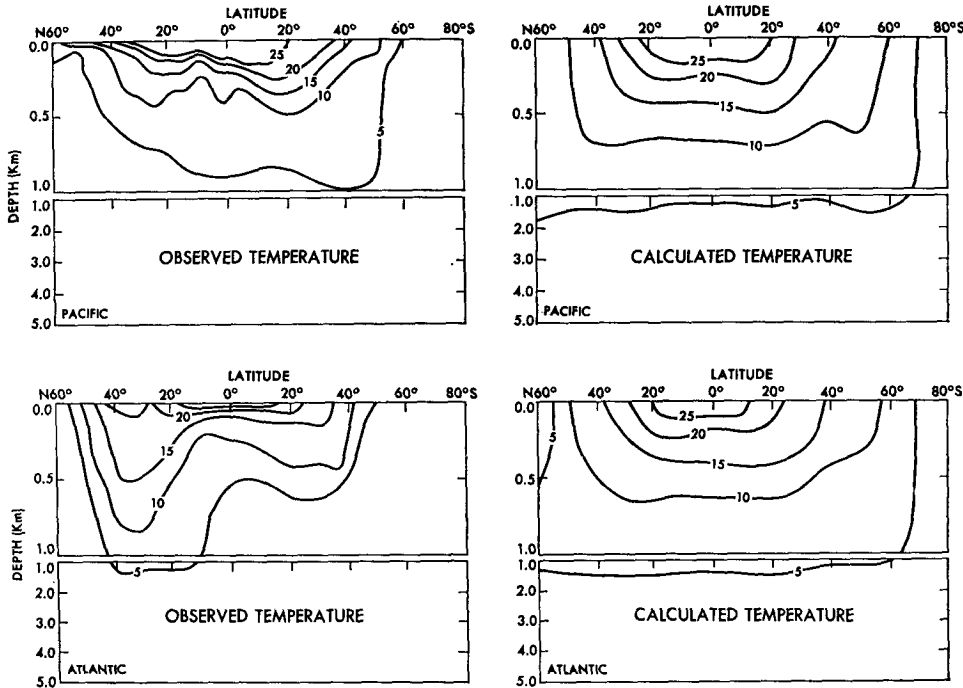 LATITUDE
N60° 40° 20° 0° 20° 40° 60° 80°S
0.0
25
20
15
10
0.5
5
1.0
DEPTH (Km)
1.0
2.0
OBSERVED TEMPERATURE
3.0
4.0
PACIFIC
5.0
LATITUDE
N60° 40° 20° 0° 20° 40° 60° 80°S
0.0
25
20
15
0.5
10
1.0
1.0
5
2.0
CALCULATED TEMPERATURE
3.0
4.0
PACIFIC
5.0
LATITUDE
N60° 40° 20° 0° 20° 40° 60° 80°S
0.0
20
15
0.5
10
1.0
DEPTH (Km)
1.0
5
2.0
OBSERVED TEMPERATURE
3.0
4.0
ATLANTIC
5.0
LATITUDE
N60° 40° 20° 0° 20° 40° 60° 80°S
0.0
25
5
20
15
0.5
10
1.0
1.0
5
2.0
CALCULATED TEMPERATURE
3.0
4.0
ATLANTIC
5.0